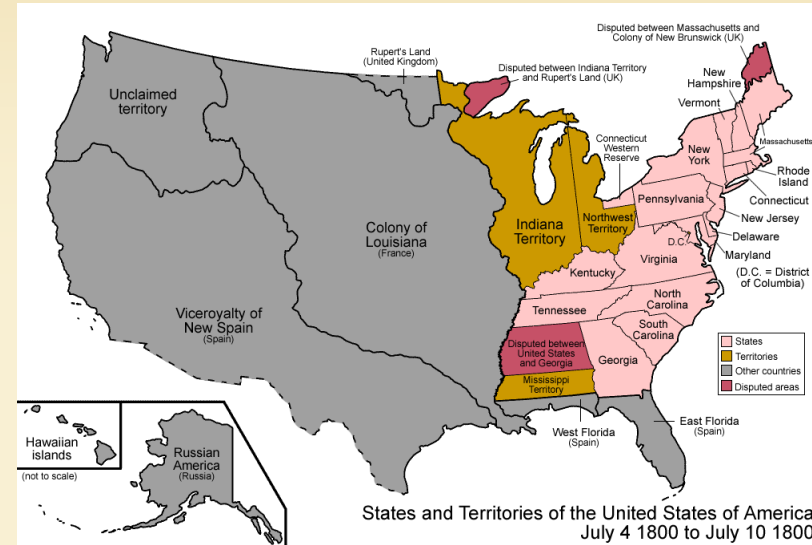 Disputed between Massachusetts and
Colony of New Brunswick (UK)
Rupert's Land
(United Kingdom)
Disputed between Indiana Territory
and Rupert's Land (UK)
New
Hampshire
Vermont
Unclaimed
territory
Connecticut
Western
Reserve
Massachusetts
New
York
Rhode
Island
Connecticut
Pennsylvania
New Jersey
Colony of
Louisiana
(France)
Indiana
Territory
Northwest
Territory
D.C.
Delaware
Maryland
(D.C. = District
of Columbia)
Virginia
Kentucky
Viceroyalty of
New Spain
(Spain)
Tennessee
North
Carolina
South
Carolina
Disputed between
United States
and Georgia
Georgia
Mississippi
Territory
States
Territories
Other countries
Disputed areas
West Florida
(Spain)
East Florida
(Spain)
Hawaiian
islands
(not to scale)
Russian
America
(Russia)
States and Territories of the United States of America
July 4 1800 to July 10 1800